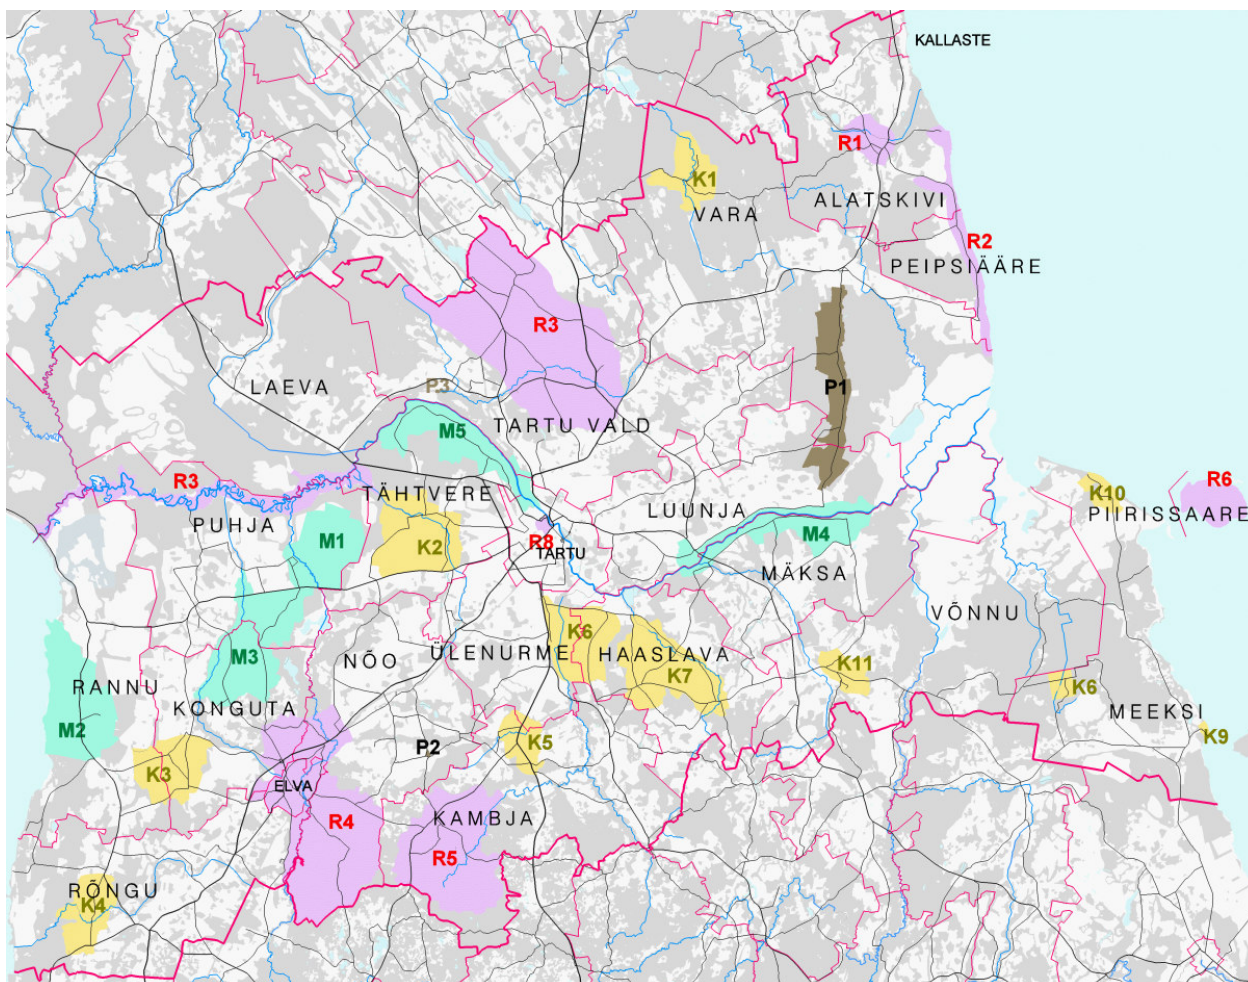 KALLASTE
R1
K1
ALATSKIVI
VARA
R2
PEIPSIÄÄRE
R3
P1
P3
LAEVA
TARTU VALD
M5
R3
TÄHTVERE
R6
K10
PIIRISSAARE
PUHJA
LUUNJA
M4
M1
K2
R8
TARTU
MÄKSA
VÕNNU
K6
M3
NÕO
ÜLENURME
HAASLAVA
K11
K7
RANNU
K6
KONGUTA
MEEKSI
M2
K9
P2
K5
K3
ELVA
R4
KAMBJA
R5
RÕNGU
K4